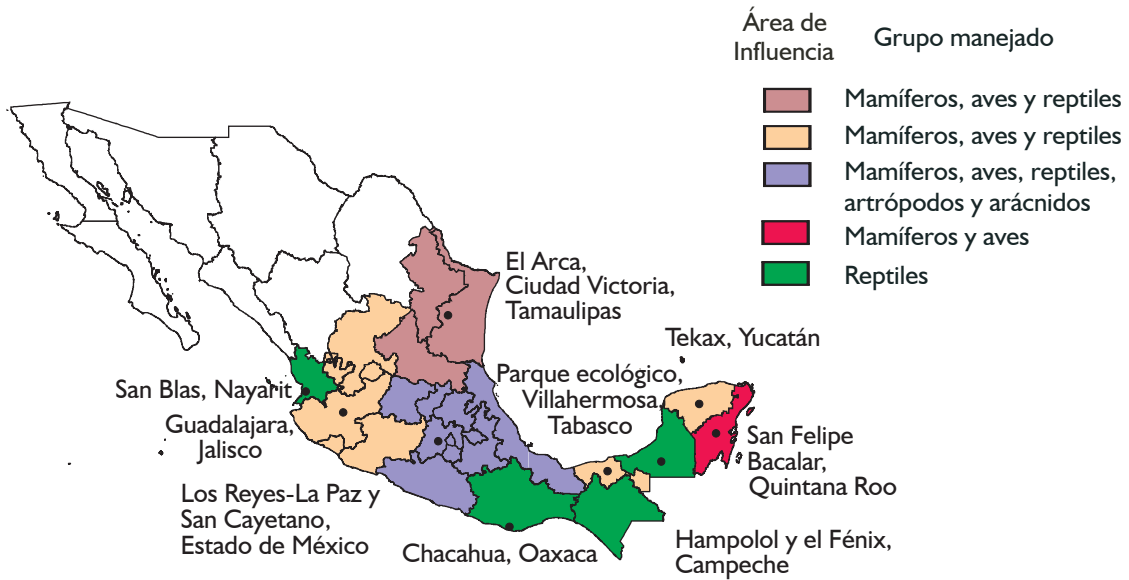 Área de
Influencia
Grupo manejado
Mamíferos, aves y reptiles
Mamíferos, aves y reptiles
Mamíferos, aves, reptiles,
artrópodos y arácnidos
Mamíferos y aves
Reptiles
El Arca,
Ciudad Victoria,
Tamaulipas
Tekax, Yucatán
Parque ecológico,
Villahermosa,
Tabasco
San Blas, Nayarit
Guadalajara,
Jalisco
San Felipe
Bacalar,
Quintana Roo
Los Reyes-La Paz y
San Cayetano,
Estado de México
Chacahua, Oaxaca
Hampolol y el Fénix,
Campeche